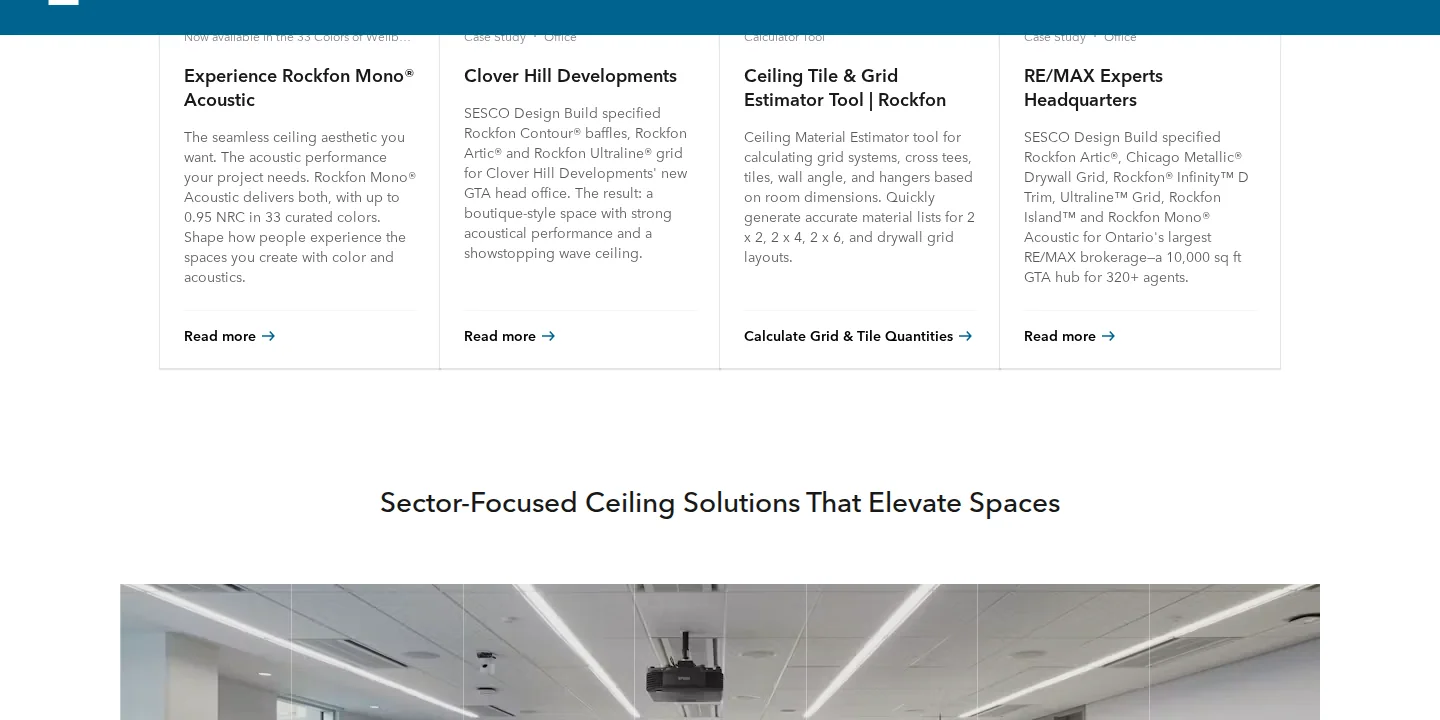 Now available in the 33 Colors of Wellb…
Experience Rockfon Mono®
Acoustic
The seamless ceiling aesthetic you
want. The acoustic performance
your project needs. Rockfon Mono®
Acoustic delivers both, with up to
0.95 NRC in 33 curated colors.
Shape how people experience the
spaces you create with color and
acoustics.
Read more
Case Study · Office
Clover Hill Developments
SESCO Design Build specified
Rockfon Contour® baffles, Rockfon
Artic® and Rockfon Ultraline® grid
for Clover Hill Developments' new
GTA head office. The result: a
boutique-style space with strong
acoustical performance and a
showstopping wave ceiling.
Read more
Calculator Tool
Ceiling Tile & Grid
Estimator Tool | Rockfon
Ceiling Material Estimator tool for
calculating grid systems, cross tees,
tiles, wall angle, and hangers based
on room dimensions. Quickly
generate accurate material lists for 2
x 2, 2 x 4, 2 x 6, and drywall grid
layouts.
Calculate Grid & Tile Quantities
Case Study · Office
RE/MAX Experts
Headquarters
SESCO Design Build specified
Rockfon Artic®, Chicago Metallic®
Drywall Grid, Rockfon® Infinity™ D
Trim, Ultraline™ Grid, Rockfon
Island™ and Rockfon Mono®
Acoustic for Ontario's largest
RE/MAX brokerage—a 10,000 sq ft
GTA hub for 320+ agents.
Read more
Sector-Focused Ceiling Solutions That Elevate Spaces
EPSON